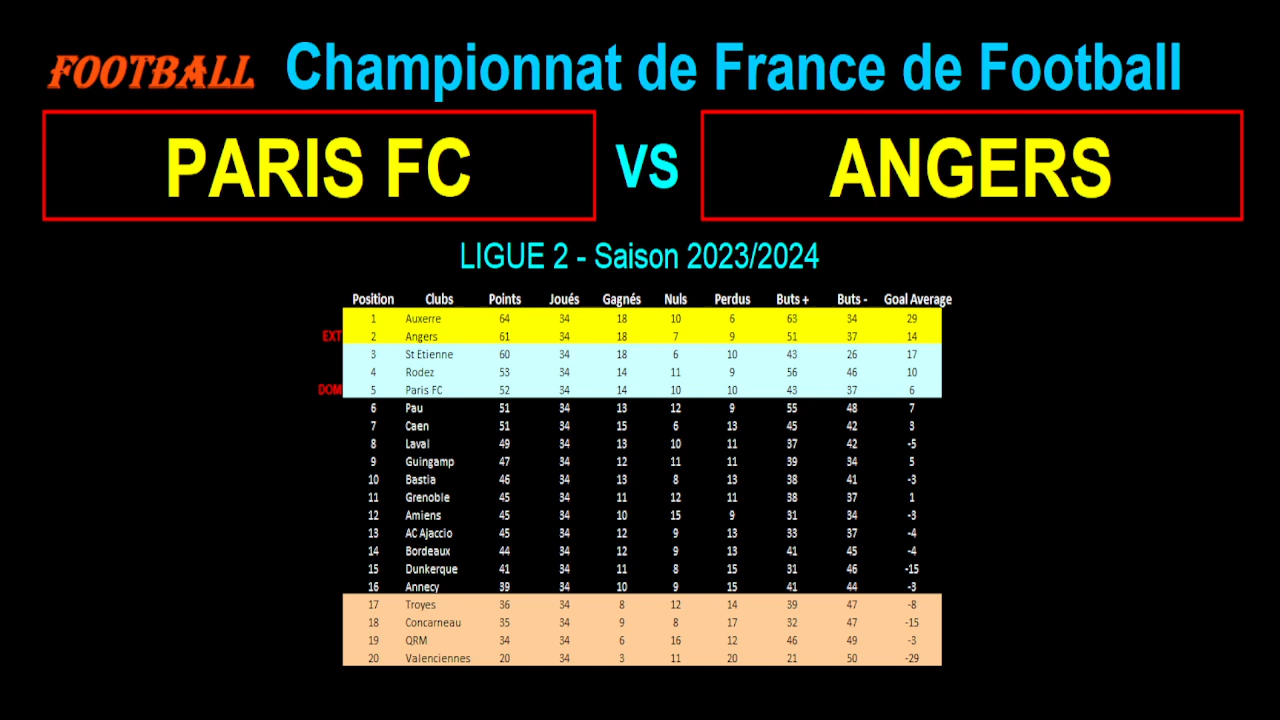 FOOTBALL Championnat de France de Football
PARIS FC VS ANGERS
LIGUE 2 - Saison 2023/2024
Position Clubs Points Joués Gagnés Nuls Perdus Buts + Buts - Goal Average
1 Auxerre 64 34 18 10 6 63 34 29
EXT 2 Angers 61 34 18 7 9 51 37 14
3 St Etienne 60 34 18 6 10 43 26 17
4 Rodez 53 34 14 11 9 56 46 10
DOM 5 Paris FC 52 34 14 10 10 43 37 6
6 Pau 51 34 13 12 9 55 48 7
7 Caen 51 34 15 6 13 45 42 3
8 Laval 49 34 13 10 11 37 42 -5
9 Guingamp 47 34 12 11 11 39 34 5
10 Bastia 46 34 13 8 13 38 41 -3
11 Grenoble 45 34 11 12 11 38 37 1
12 Amiens 45 34 10 15 9 31 34 -3
13 AC Ajaccio 45 34 12 9 13 33 37 -4
14 Bordeaux 44 34 12 9 13 41 45 -4
15 Dunkerque 41 34 11 8 15 31 46 -15
16 Annecy 39 34 10 9 15 41 44 -3
17 Troyes 36 34 8 12 14 39 47 -8
18 Concarneau 35 34 9 8 17 32 47 -15
19 QRM 34 34 6 16 12 46 49 -3
20 Valenciennes 20 34 3 11 20 21 50 -29